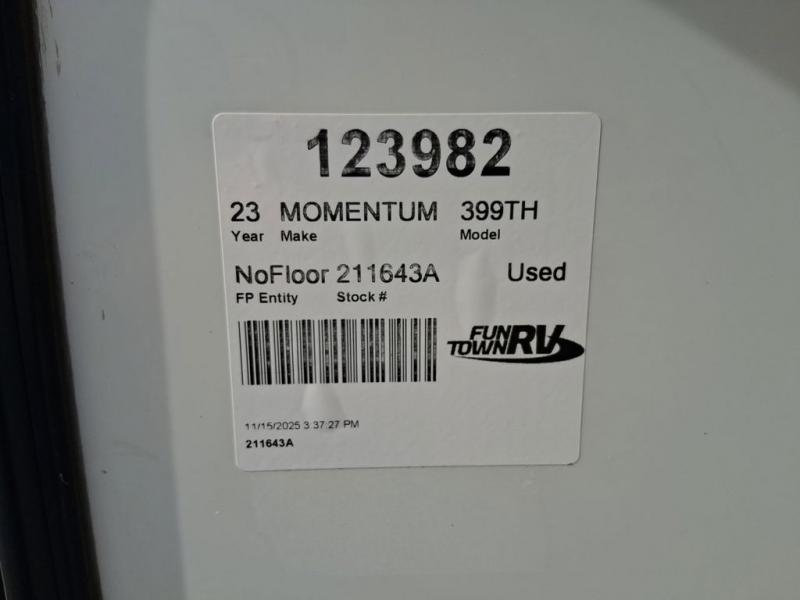 123982
23 MOMENTUM 399TH
Year Make Model
NoFloor 211643A Used
FP Entity Stock #
FUN
TOWN RV
11/15/2025 3:37:27 PM
211643A